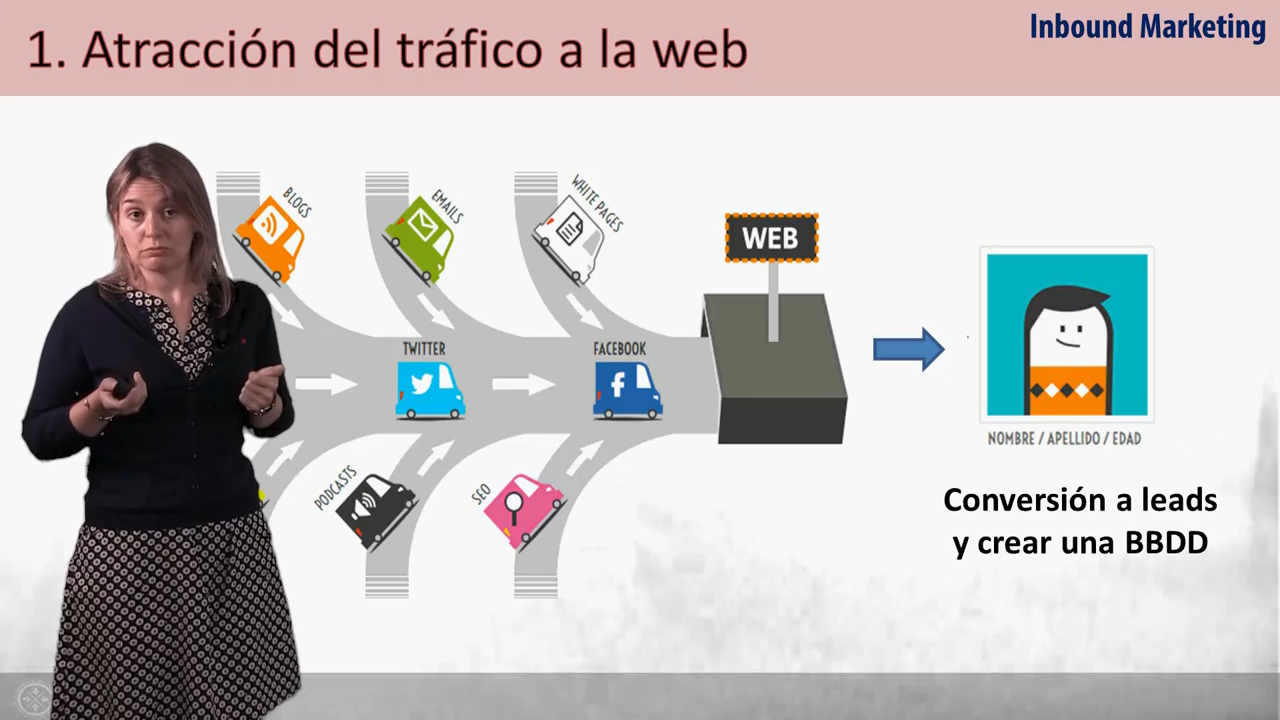 1. Atracción del tráfico a la web
Inbound Marketing
BLOGS
EMAILS
WHITE PAGES
WEB
TWITTER
FACEBOOK
PODCASTS
SEO
NOMBRE / APELLIDO / EDAD
Conversión a leads
y crear una BBDD